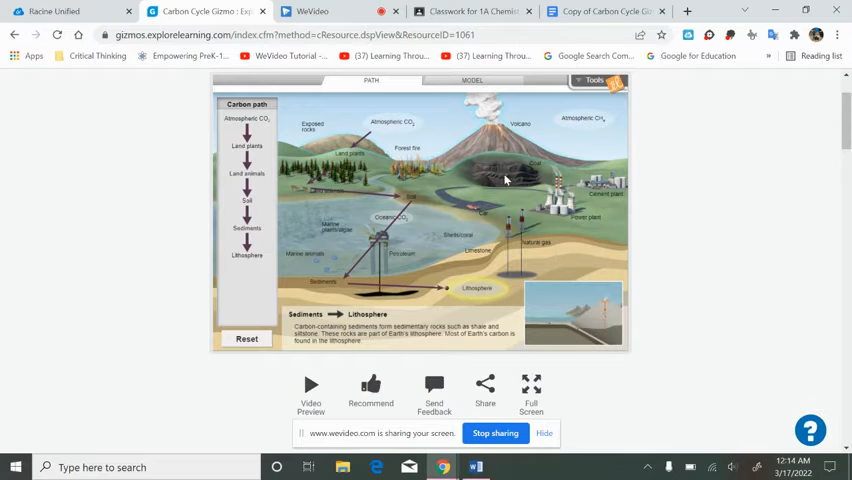 Racine Unified
Carbon Cycle Gizmo : Exp
WeVideo
Classwork for 1A Chemist
Copy of Carbon Cycle Giz
gizmos.explorelearning.com/index.cfm?method=cResource.dspView&ResourceID=1061
Apps
Critical Thinking
Empowering PreK-1...
WeVideo Tutorial -...
(37) Learning Throu...
(37) Learning Throu...
Google Search Com...
Google for Education
Reading list
PATH
MODEL
Tools
Carbon path
Atmospheric CO₂
Land plants
Land animals
Soil
Sediments
Lithosphere
Reset
Exposed
rocks
Atmospheric CO₂
Volcano
Atmospheric CH₄
Land plants
Forest fire
Coal
Land animals
Soil
Cement plant
Car
Power plant
Oceanic CO₂
Marine
plants/algae
Shells/coral
Natural gas
Limestone
Marine animals
Petroleum
Sediments
Lithosphere
Sediments
Lithosphere
Carbon-containing sediments form sedimentary rocks such as shale and
siltstone. These rocks are part of Earth's lithosphere. Most of Earth's carbon is
found in the lithosphere.
Video
Preview
Recommend
Send
Feedback
Share
Full
Screen
www.wevideo.com is sharing your screen.
Stop sharing
Hide
?
Type here to search
12:14 AM
3/17/2022